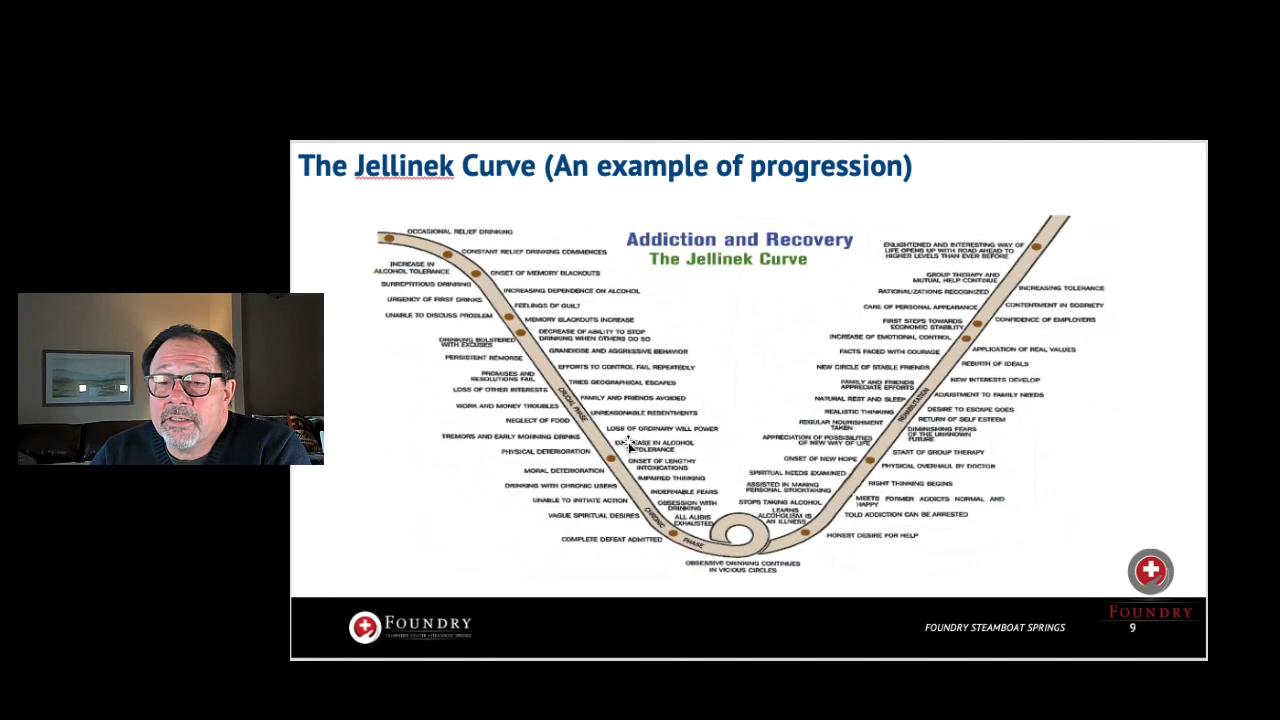 The Jellinek Curve (An example of progression)
Addiction and Recovery
The Jellinek Curve
OCCASIONAL RELIEF DRINKING
CONSTANT RELIEF DRINKING COMMENCES
INCREASE IN
ALCOHOL TOLERANCE
ONSET OF MEMORY BLACKOUTS
SURREPTITIOUS DRINKING
INCREASING DEPENDENCE ON ALCOHOL
URGENCY OF FIRST DRINKS
FEELINGS OF GUILT
UNABLE TO DISCUSS PROBLEM
MEMORY BLACKOUTS INCREASE
DECREASE OF ABILITY TO STOP
DRINKING WHEN OTHERS DO SO
DRINKING BOLSTERED
WITH EXCUSES
GRANDIOSE AND AGGRESSIVE BEHAVIOR
PERSISTENT REMORSE
EFFORTS TO CONTROL FAIL REPEATEDLY
PROMISES AND
RESOLUTIONS FAIL
TRIES GEOGRAPHICAL ESCAPES
LOSS OF OTHER INTERESTS
FAMILY AND FRIENDS AVOIDED
WORK AND MONEY TROUBLES
UNREASONABLE RESENTMENTS
NEGLECT OF FOOD
LOSS OF ORDINARY WILL POWER
TREMORS AND EARLY MORNING DRINKS
IN ALCOHOL
TOLERANCE
PHYSICAL DETERIORATION
ONSET OF LENGTHY
INTOXICATIONS
MORAL DETERIORATION
IMPAIRED THINKING
DRINKING WITH CHRONIC USERS
INDEFINABLE FEARS
UNABLE TO INITIATE ACTION
OBSESSION WITH
DRINKING
VAGUE SPIRITUAL DESIRES
ALL ALIBIS
EXHAUSTED
COMPLETE DEFEAT ADMITTED
CRUCIAL PHASE
CHRONIC
PHASE
OBSESSIVE DRINKING CONTINUES
IN VICIOUS CIRCLES
ENLIGHTENED AND INTERESTING WAY OF
LIFE OPENS UP WITH ROAD AHEAD TO
HIGHER LEVELS THAN EVER BEFORE
GROUP THERAPY AND
MUTUAL HELP CONTINUE
INCREASING TOLERANCE
RATIONALIZATIONS RECOGNIZED
CONTENTMENT IN SOBRIETY
CARE OF PERSONAL APPEARANCE
CONFIDENCE OF EMPLOYERS
FIRST STEPS TOWARDS
ECONOMIC STABILITY
INCREASE OF EMOTIONAL CONTROL
APPLICATION OF REAL VALUES
FACTS FACED WITH COURAGE
REBIRTH OF IDEALS
NEW CIRCLE OF STABLE FRIENDS
NEW INTERESTS DEVELOP
FAMILY AND FRIENDS
APPRECIATE EFFORTS
ADJUSTMENT TO FAMILY NEEDS
NATURAL REST AND SLEEP
DESIRE TO ESCAPE GOES
REALISTIC THINKING
RETURN OF SELF ESTEEM
REGULAR NOURISHMENT
TAKEN
DIMINISHING FEARS
OF THE UNKNOWN
FUTURE
APPRECIATION OF POSSIBILITIES
OF NEW WAY OF LIFE
START OF GROUP THERAPY
ONSET OF NEW HOPE
PHYSICAL OVERHAUL BY DOCTOR
SPIRITUAL NEEDS EXAMINED
RIGHT THINKING BEGINS
ASSISTED IN MAKING
PERSONAL STOCKTAKING
MEETS FORMER ADDICTS NORMAL AND
HAPPY
STOPS TAKING ALCOHOL
TOLD ADDICTION CAN BE ARRESTED
LEARNS
ALCOHOLISM IS
AN ILLNESS
HONEST DESIRE FOR HELP
REHABILITATION
FOUNDRY
TREATMENT CENTER • STEAMBOAT SPRINGS
FOUNDRY STEAMBOAT SPRINGS
FOUNDRY
9